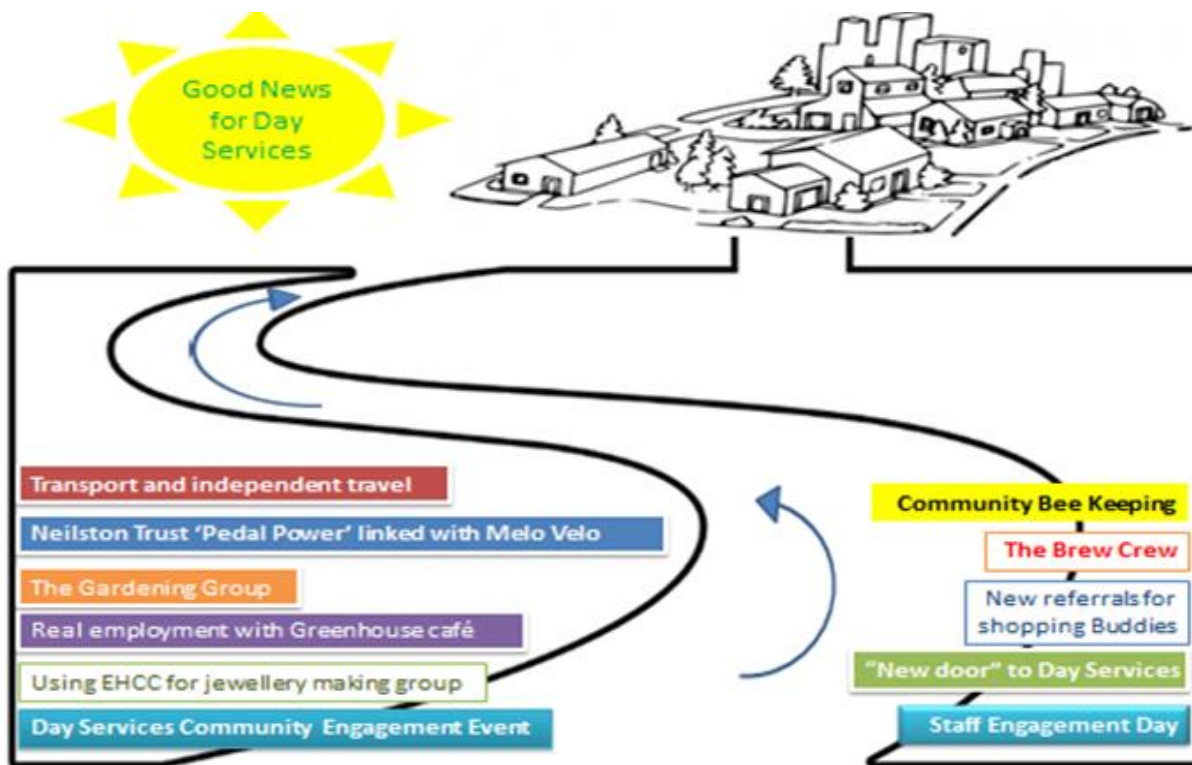 Good News
for Day
Services
Transport and independent travel
Neilston Trust ‘Pedal Power’ linked with Melo Velo
The Gardening Group
Real employment with Greenhouse café
Using EHCC for jewellery making group
Day Services Community Engagement Event
Community Bee Keeping
The Brew Crew
New referrals for
shopping Buddies
“New door” to Day Services
Staff Engagement Day